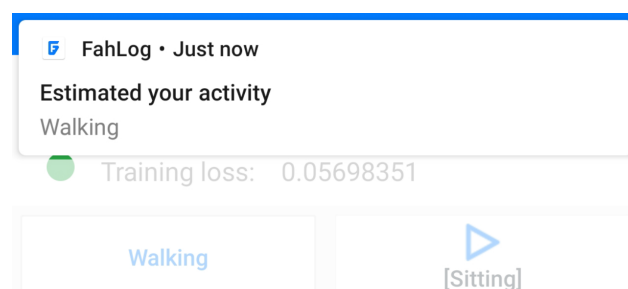 FahLog • Just now
Estimated your activity
Walking
Training loss: 0.05698351
Walking
[Sitting]